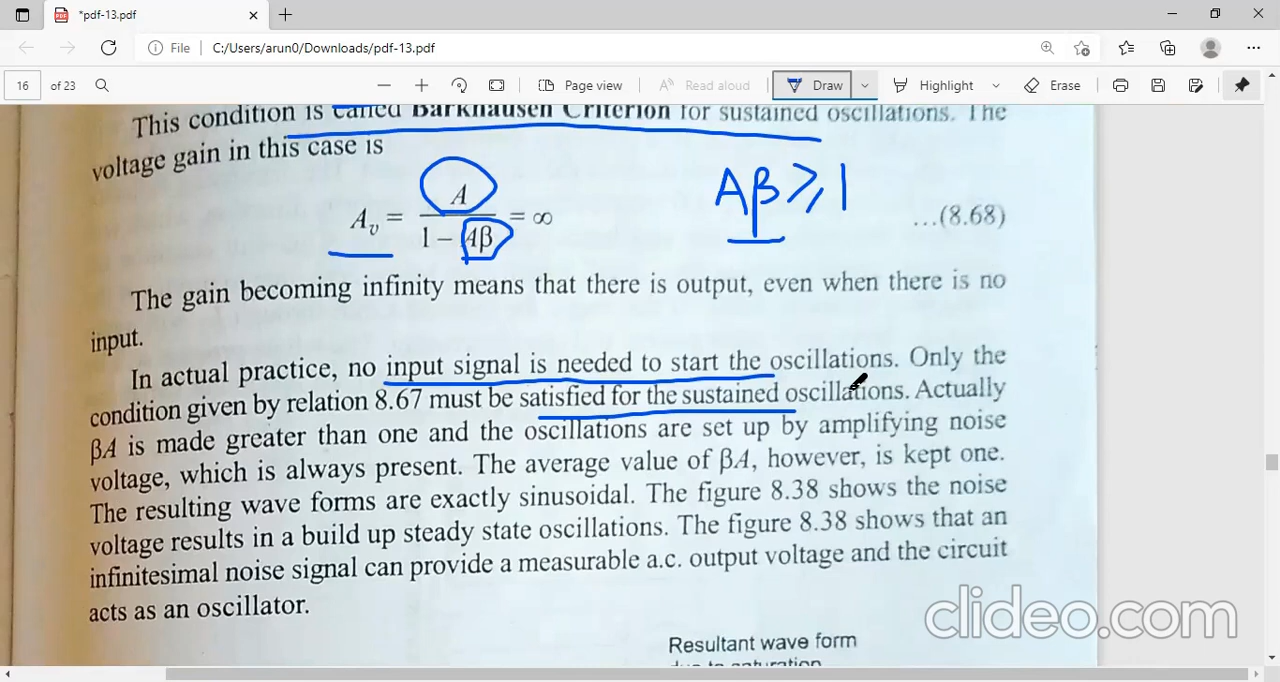 *pdf-13.pdf
File | C:/Users/arun0/Downloads/pdf-13.pdf
16 of 23 Page view Read aloud Draw Highlight Erase
This condition is called Barkhausen Criterion for sustained oscillations. The
voltage gain in this case is
Aβ ≥ 1
Aᵥ = A / (1 − Aβ) = ∞ ...(8.68)
The gain becoming infinity means that there is output, even when there is no
input.
In actual practice, no input signal is needed to start the oscillations. Only the
condition given by relation 8.67 must be satisfied for the sustained oscillations. Actually
βA is made greater than one and the oscillations are set up by amplifying noise
voltage, which is always present. The average value of βA, however, is kept one.
The resulting wave forms are exactly sinusoidal. The figure 8.38 shows the noise
voltage results in a build up steady state oscillations. The figure 8.38 shows that an
infinitesimal noise signal can provide a measurable a.c. output voltage and the circuit
acts as an oscillator.
clideo.com
Resultant wave form
due to saturation